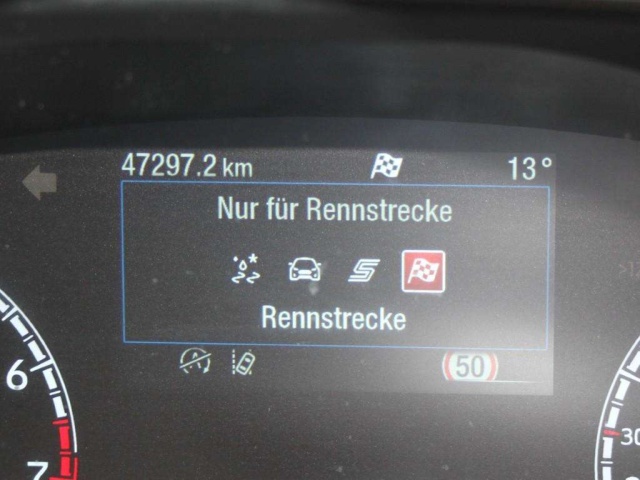 47297.2 km 13°
Nur für Rennstrecke
S
Rennstrecke
A
50
6
7
30